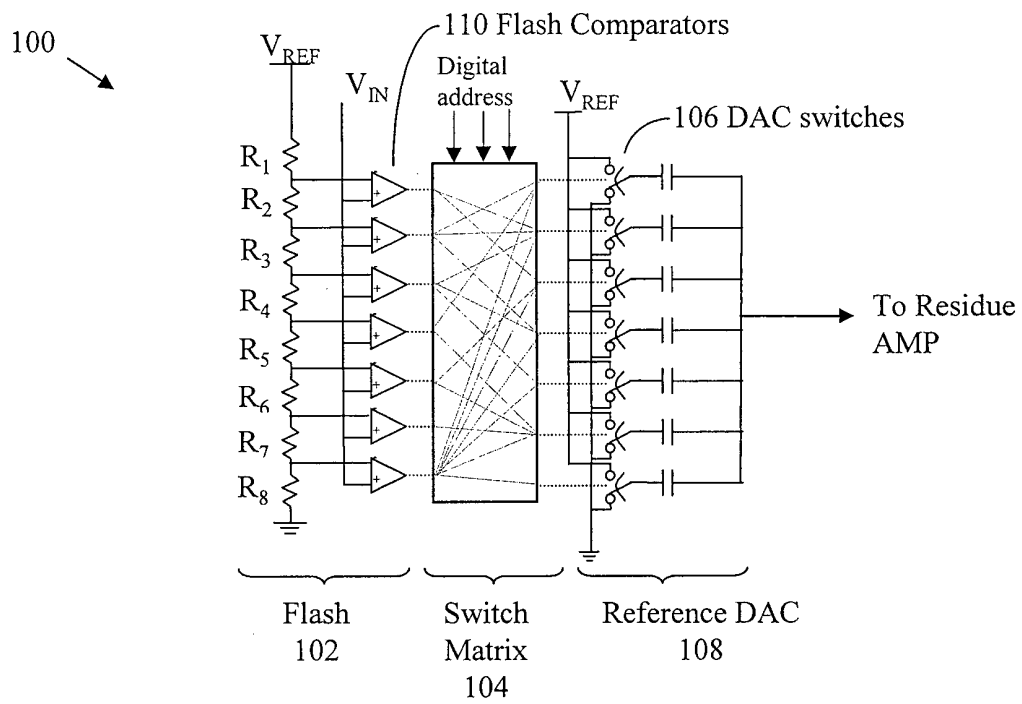 100
110 Flash Comparators
V_REF
V_IN
Digital
address
V_REF
106 DAC switches
R_1
R_2
R_3
R_4
R_5
R_6
R_7
R_8
+
+
+
+
+
+
+
To Residue
AMP
Flash
102
Switch
Matrix
104
Reference DAC
108